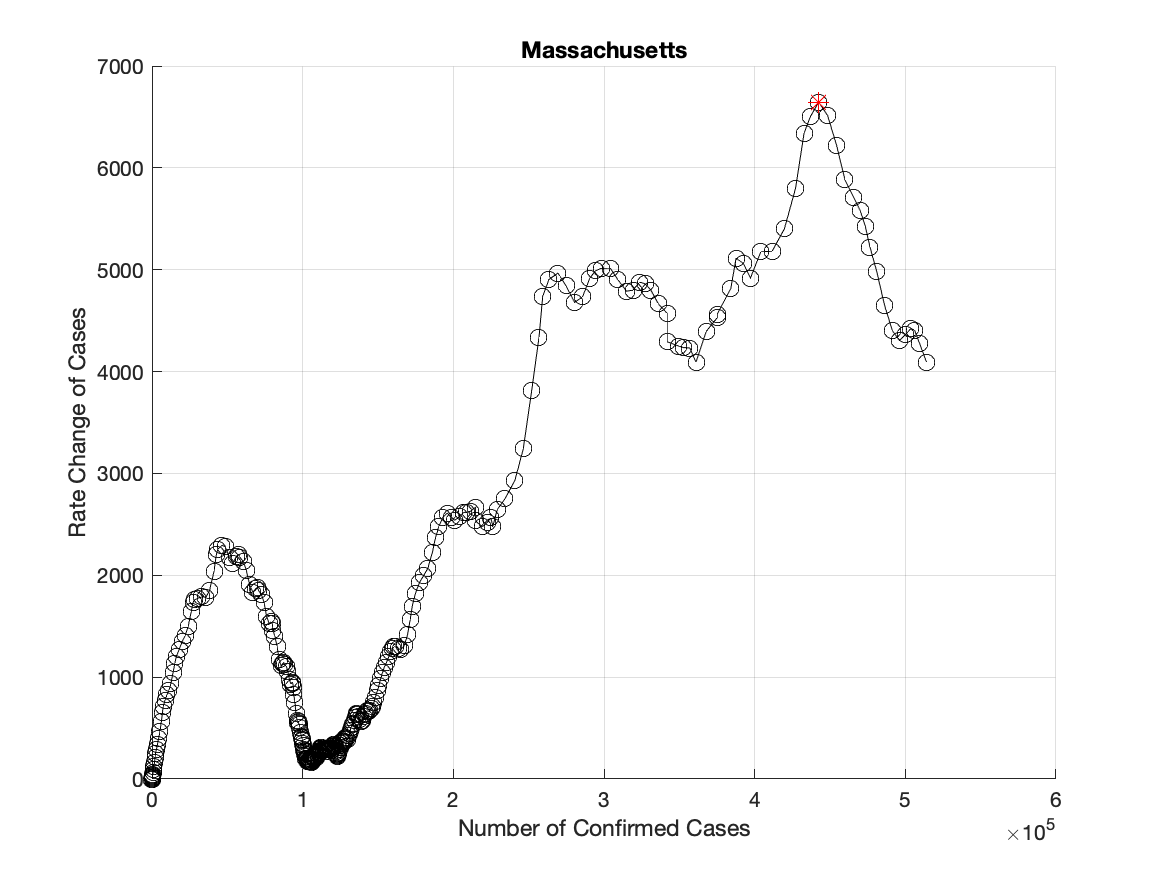 Massachusetts
7000
6000
5000
4000
3000
2000
1000
0
Rate Change of Cases
0 1 2 3 4 5 6
Number of Confirmed Cases
×10^5